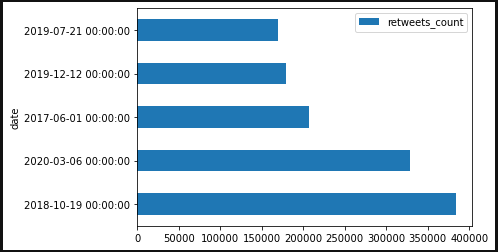 retweets_count
2019-07-21 00:00:00
2019-12-12 00:00:00
2017-06-01 00:00:00
2020-03-06 00:00:00
2018-10-19 00:00:00
date
0 50000 100000 150000 200000 250000 300000 350000 400000